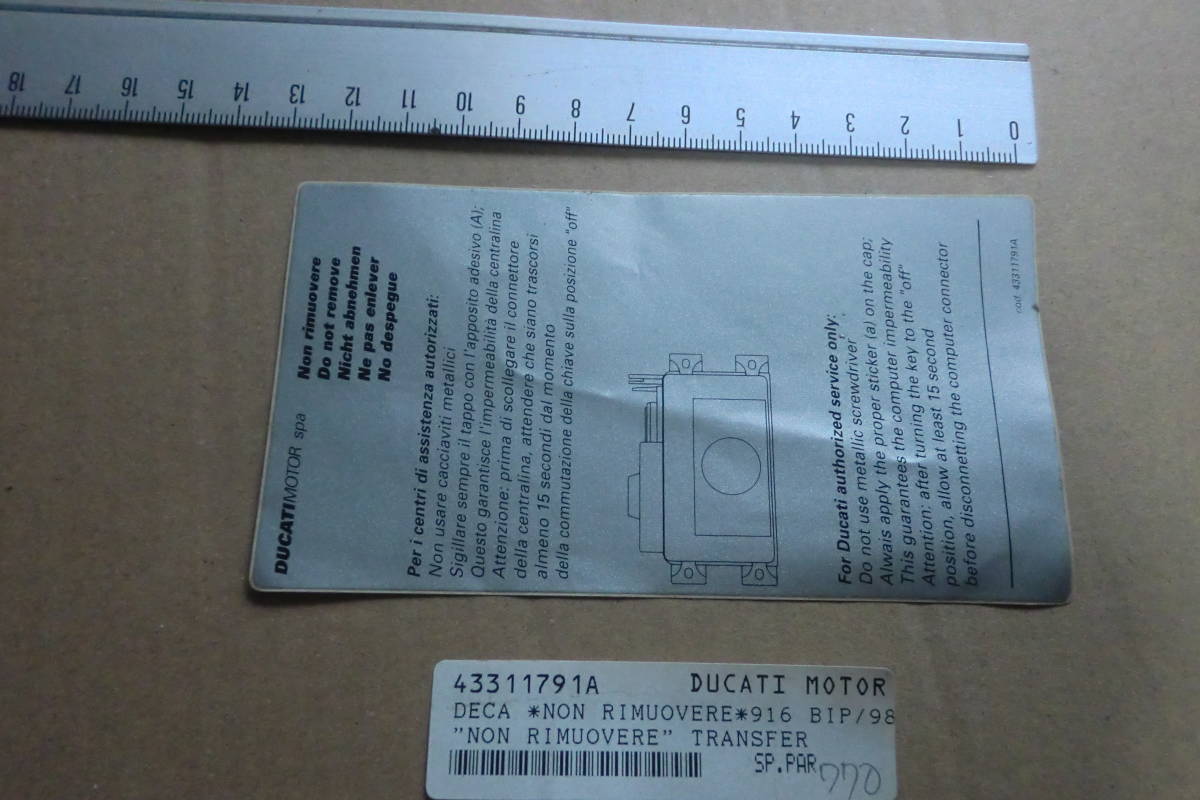 18 17 16 15 14 13 12 11 10 9 8 7 6 5 4 3 2 1 0
DUCATIMOTOR spa
Non rimuovere
Do not remove
Nicht abnehmen
Ne pas enlever
No despegue
Per i centri di assistenza autorizzati:
Non usare cacciaviti metallici
Sigillare sempre il tappo con l'apposito adesivo (A);
Questo garantisce l'impermeabilità della centralina
Attenzione: prima di scollegare il connettore
della centralina, attendere che siano trascorsi
almeno 15 secondi dal momento
della commutazione della chiave sulla posizione "off"
For Ducati authorized service only:
Do not use metallic screwdriver
Alwais apply the proper sticker (a) on the cap;
This guarantees the computer impermeability
Attention: after turning the key to the "off"
position, allow at least 15 second
before disconnetting the computer connector
cod. 43311791A
43311791A DUCATI MOTOR
DECA *NON RIMUOVERE*916 BIP/98
"NON RIMUOVERE" TRANSFER
SP.PAR